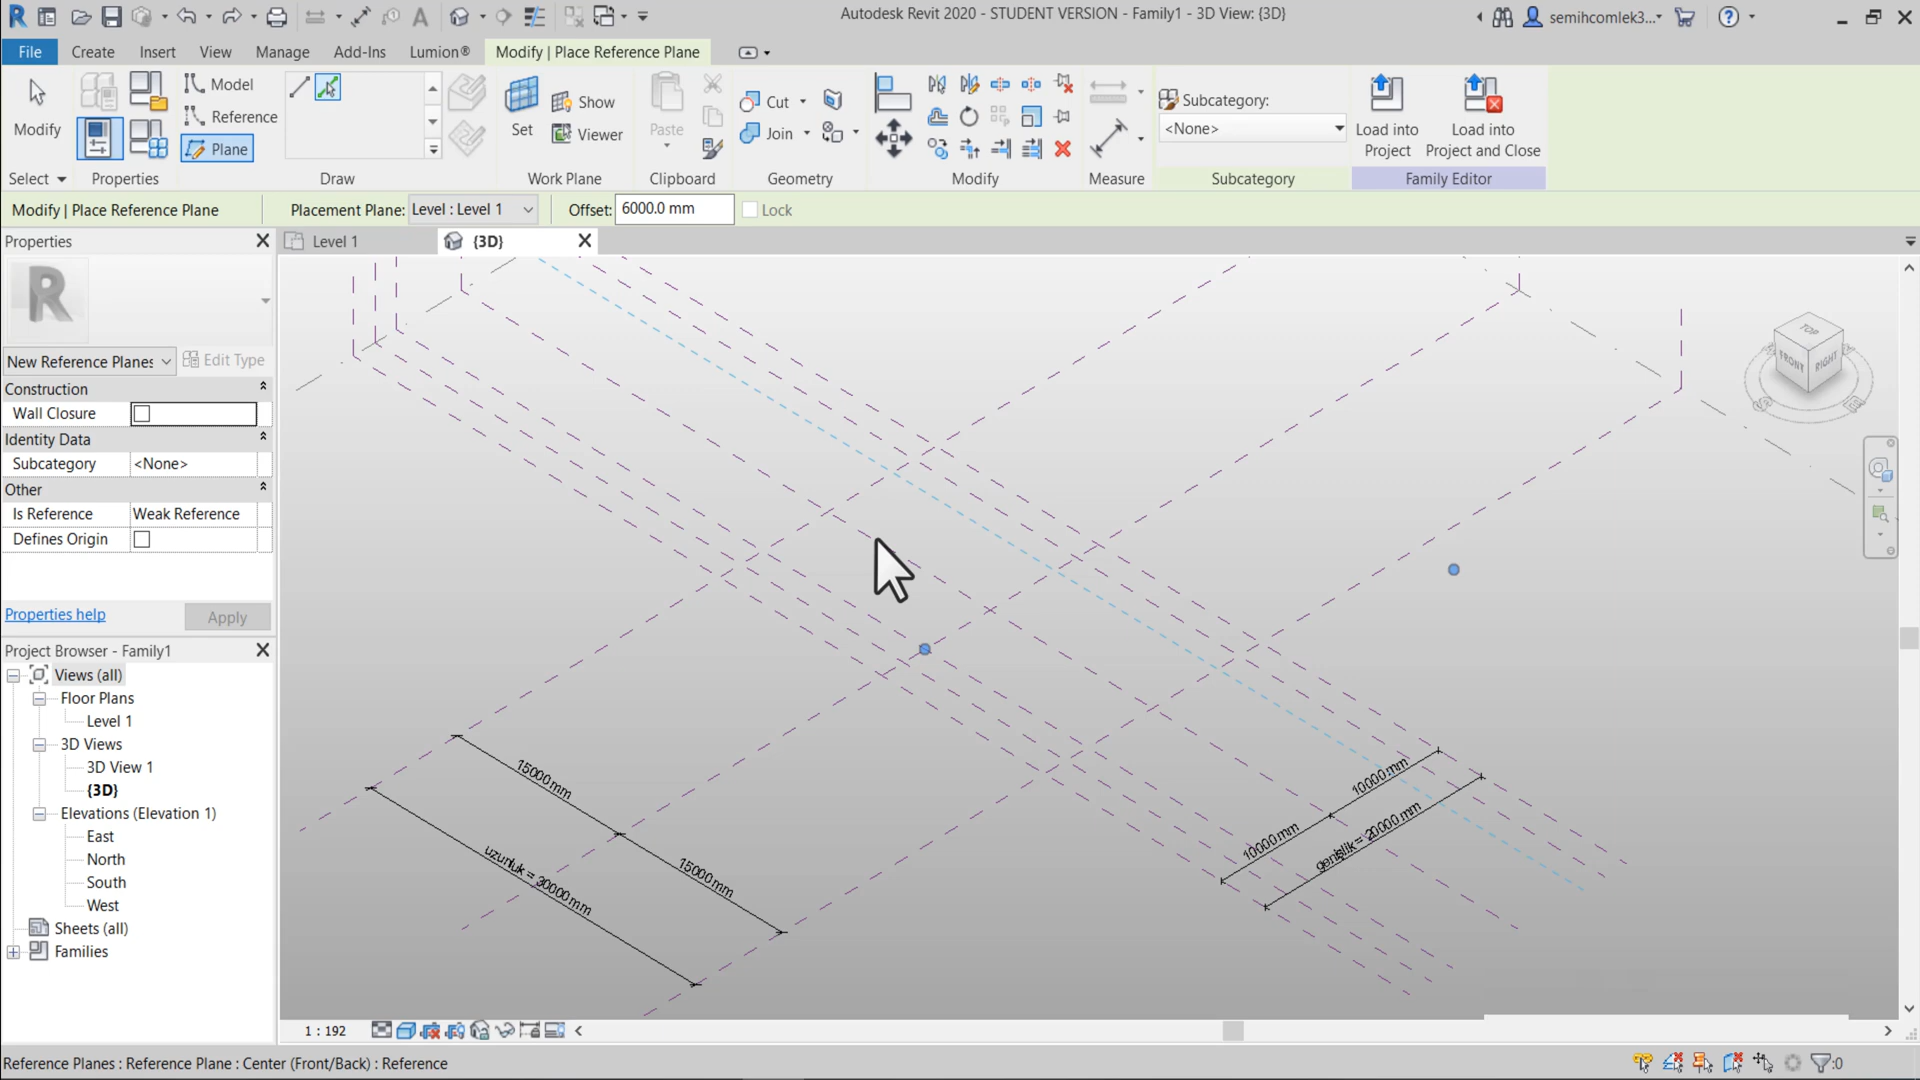 Autodesk Revit 2020 - STUDENT VERSION - Family1 - 3D View: {3D}
semihcomlek3...
File Create Insert View Manage Add-Ins Lumion® Modify | Place Reference Plane
Modify
Model
Reference
Plane
Set
Show
Viewer
Paste
Cut
Join
Subcategory:
<None>
Load into Project
Load into Project and Close
Select Properties Draw Work Plane Clipboard Geometry Modify Measure Subcategory Family Editor
Modify | Place Reference Plane Placement Plane: Level : Level 1 Offset: 6000.0 mm Lock
Properties
Level 1
{3D}
R
New Reference Planes
Edit Type
Construction
Wall Closure
Identity Data
Subcategory <None>
Other
Is Reference Weak Reference
Defines Origin
Properties help
Apply
Project Browser - Family1
Views (all)
Floor Plans
Level 1
3D Views
3D View 1
{3D}
Elevations (Elevation 1)
East
North
South
West
Sheets (all)
Families
TOP
FRONT
RIGHT
S
E
15000 mm
15000 mm
uzunluk = 30000 mm
10000 mm
10000 mm
genişlik = 20000 mm
1 : 192
Reference Planes : Reference Plane : Center (Front/Back) : Reference
:0